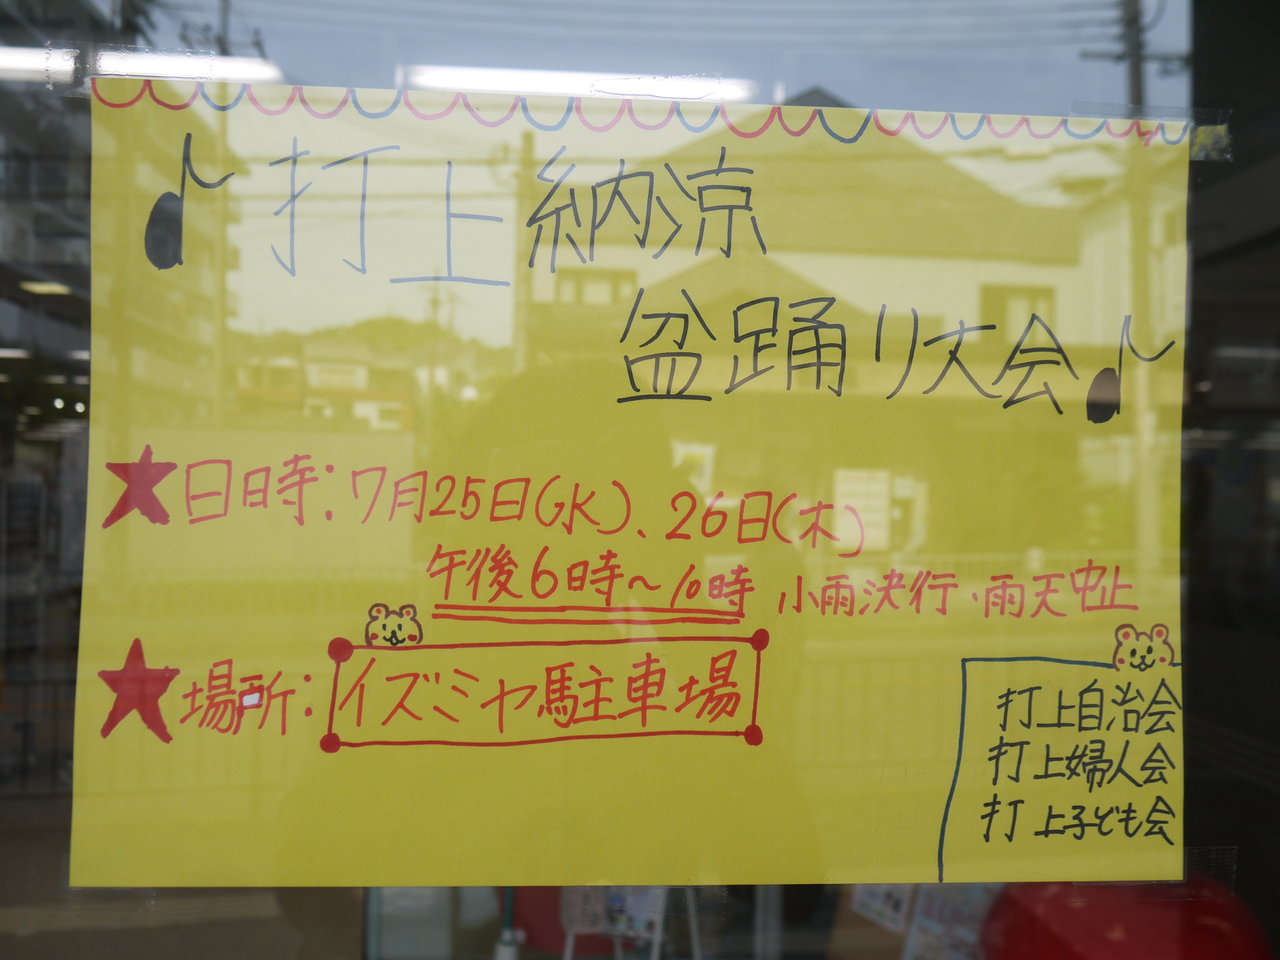 打上納涼
盆踊り大会
日時：7月25日(水)、26日(木)
午後6時～10時 小雨決行・雨天中止
場所：イズミヤ駐車場
打上自治会
打上婦人会
打上子ども会